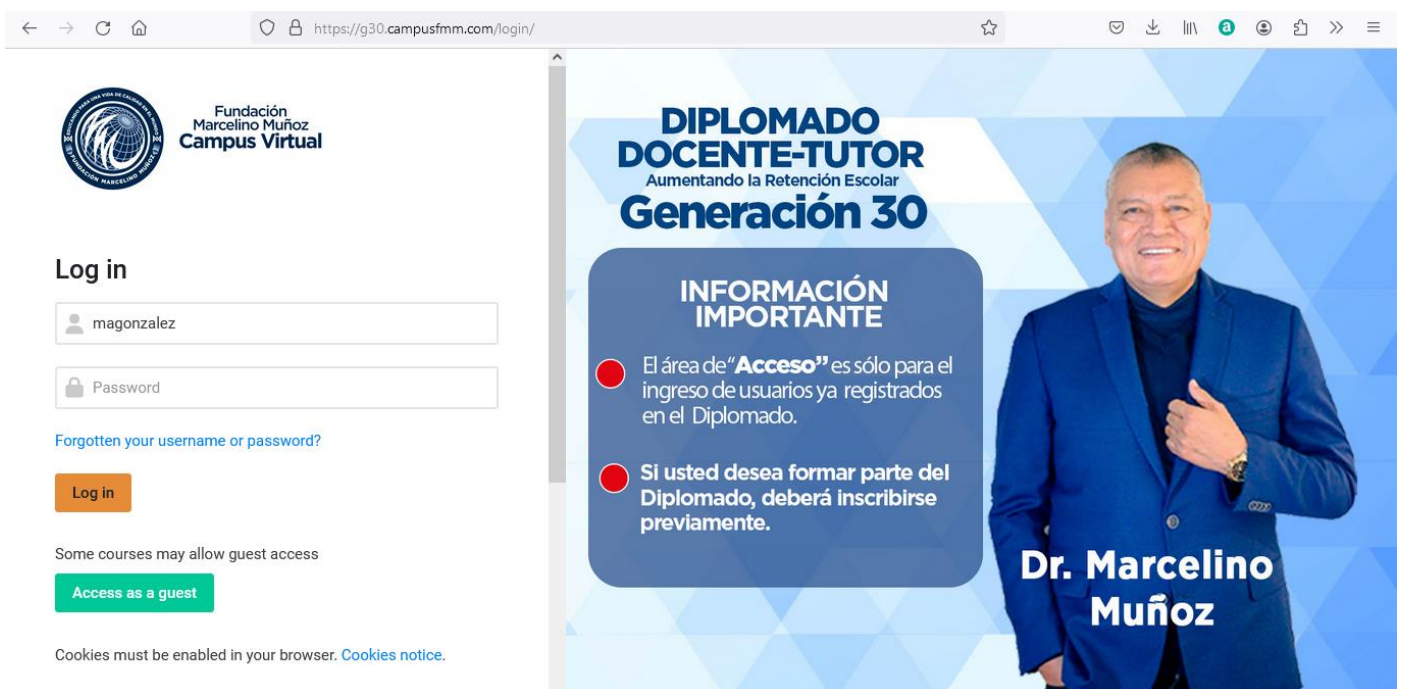 https://g30.campusfmm.com/login/
Fundación
Marcelino Muñoz
Campus Virtual
Log in
magonzalez
Password
Forgotten your username or password?
Log in
Some courses may allow guest access
Access as a guest
Cookies must be enabled in your browser. Cookies notice.
DIPLOMADO
DOCENTE-TUTOR
Aumentando la Retención Escolar
Generación 30
INFORMACIÓN
IMPORTANTE
El área de “Acceso” es sólo para el
ingreso de usuarios ya registrados
en el Diplomado.
Si usted desea formar parte del
Diplomado, deberá inscribirse
previamente.
Dr. Marcelino
Muñoz